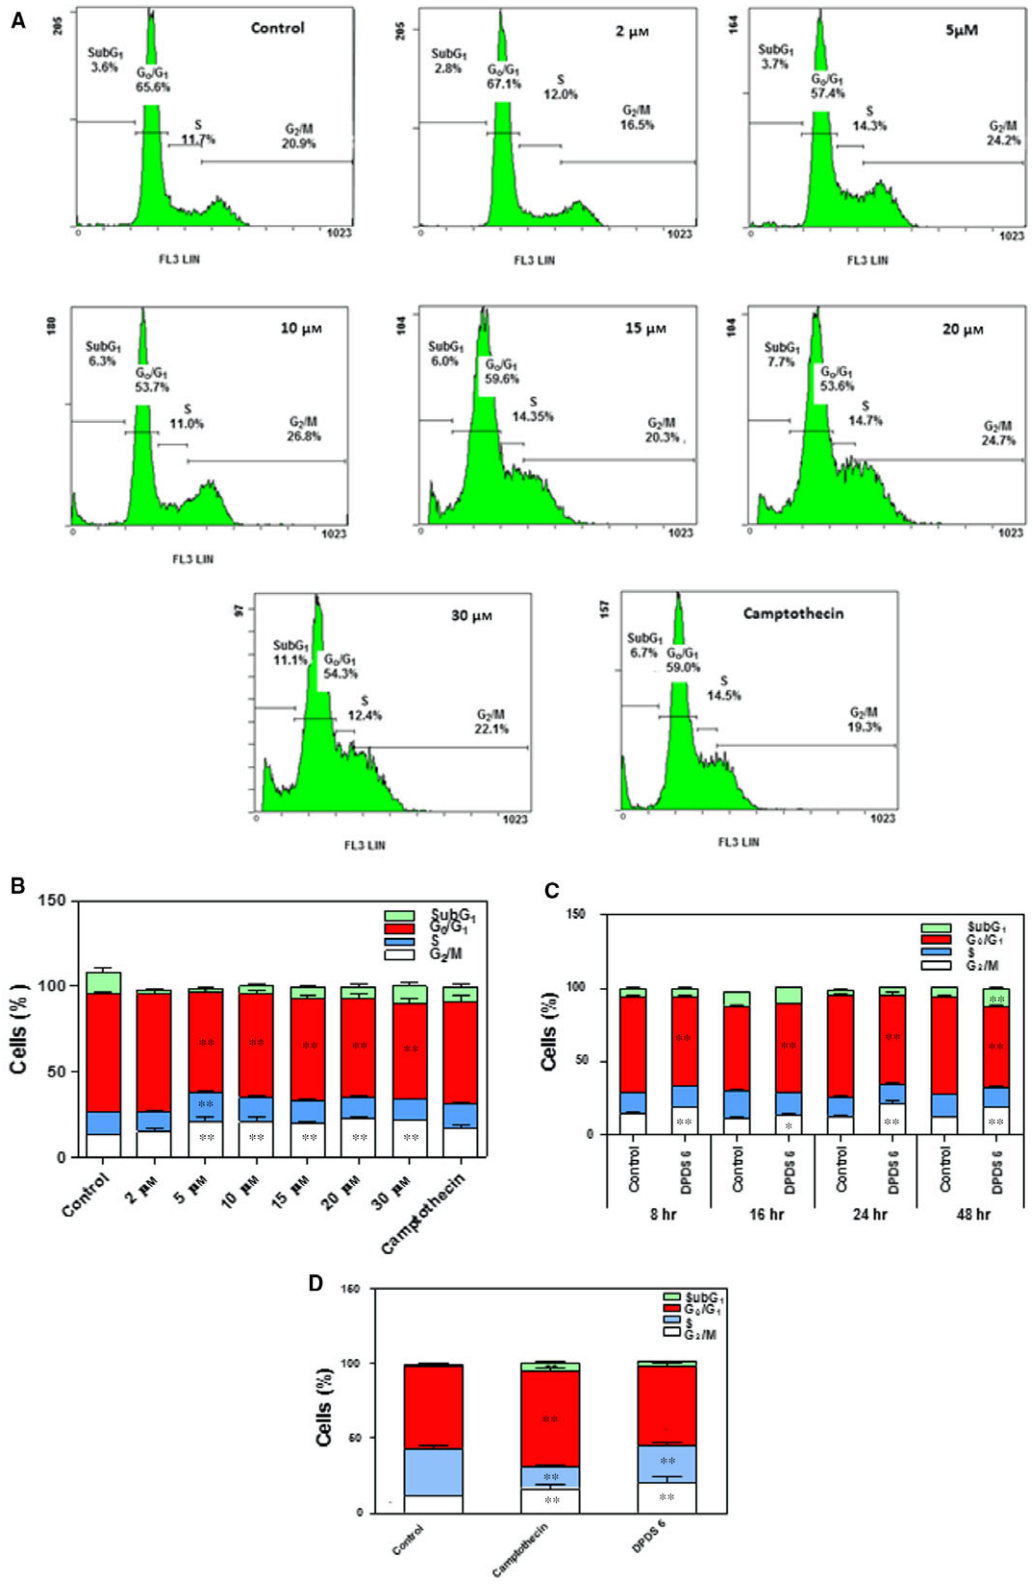 A
205
Control
SubG1
3.6%
Go/G1
65.6%
S
11.7%
G2/M
20.9%
0
1023
FL3 LIN
205
2 µM
SubG1
2.8%
Go/G1
67.1%
S
12.0%
G2/M
16.5%
0
1023
FL3 LIN
164
5µM
SubG1
3.7%
Go/G1
57.4%
S
14.3%
G2/M
24.2%
0
1023
FL3 LIN
180
10 µM
SubG1
6.3%
Go/G1
53.7%
S
11.0%
G2/M
26.8%
0
1023
FL3 LIN
104
15 µM
SubG1
6.0%
Go/G1
59.6%
S
14.35%
G2/M
20.3%
0
1023
104
20 µM
SubG1
7.7%
Go/G1
53.6%
S
14.7%
G2/M
24.7%
0
1023
97
30 µM
SubG1
11.1%
Go/G1
54.3%
S
12.4%
G2/M
22.1%
0
1023
FL3 LIN
157
Camptothecin
SubG1
6.7%
Go/G1
59.0%
S
14.5%
G2/M
19.3%
0
1023
FL3 LIN
B
150
100
50
0
Cells (%)
SubG1
G0/G1
S
G2/M
** ** ** ** **
**
** ** ** ** **
Control
2 µM
5 µM
10 µM
15 µM
20 µM
30 µM
Camptothecin
C
150
100
50
0
Cells (%)
SubG1
G0/G1
S
G2/M
**
** ** ** **
** * ** **
Control
DPDS 6
Control
DPDS 6
Control
DPDS 6
Control
DPDS 6
8 hr
16 hr
24 hr
48 hr
D
150
100
50
0
Cells (%)
SubG1
G0/G1
S
G2/M
**
**
** **
** **
Control
Camptothecin
DPDS 6